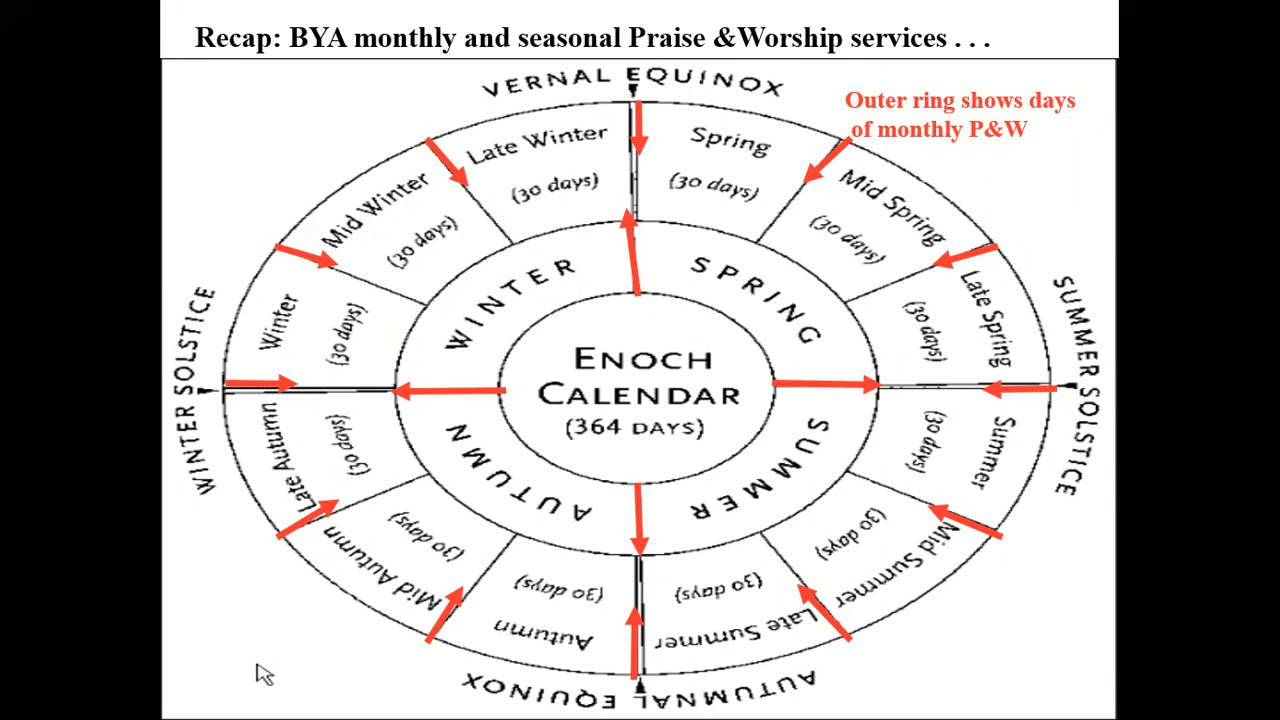 Recap: BYA monthly and seasonal Praise &Worship services . . .
Outer ring shows days
of monthly P&W
VERNAL EQUINOX
Spring
(30 days)
Mid Spring
(30 days)
Late Spring
(30 days)
SUMMER SOLSTICE
Summer
(30 days)
Mid Summer
(30 days)
Late Summer
(30 days)
AUTUMNAL EQUINOX
Autumn
(30 days)
Mid Autumn
(30 days)
Late Autumn
(30 days)
WINTER SOLSTICE
Winter
(30 days)
Mid Winter
(30 days)
Late Winter
(30 days)
SPRING
SUMMER
AUTUMN
WINTER
ENOCH
CALENDAR
(364 DAYS)